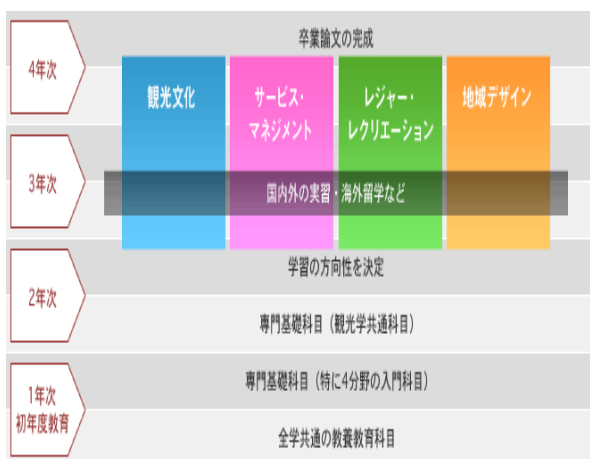 4年次
卒業論文の完成
観光文化
サービス・
マネジメント
レジャー・
レクリエーション
地域デザイン
3年次
国内外の実習・海外留学など
2年次
学習の方向性を決定
専門基礎科目（観光学共通科目）
1年次
初年度教育
専門基礎科目（特に4分野の入門科目）
全学共通の教養教育科目